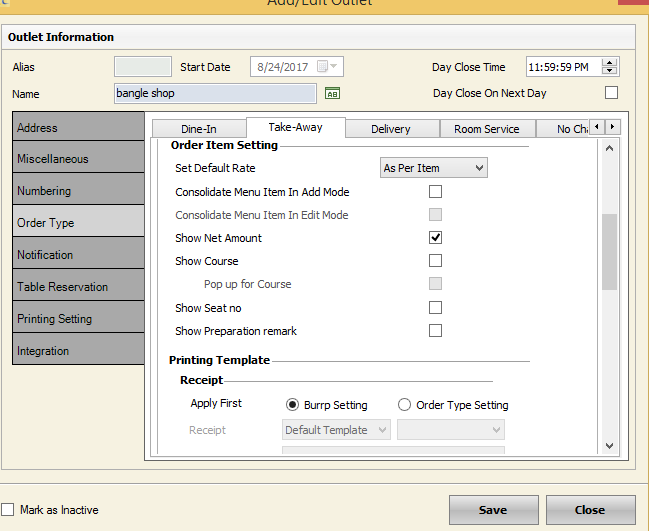 Add/Edit Outlet
Outlet Information
Alias Start Date 8/24/2017 Day Close Time 11:59:59 PM
Name bangle shop AB Day Close On Next Day
Address
Miscellaneous
Numbering
Order Type
Notification
Table Reservation
Printing Setting
Integration
Dine-In Take-Away Delivery Room Service No Cha
Order Item Setting
Set Default Rate As Per Item
Consolidate Menu Item In Add Mode
Consolidate Menu Item In Edit Mode
Show Net Amount
Show Course
Pop up for Course
Show Seat no
Show Preparation remark
Printing Template
Receipt
Apply First Burrp Setting Order Type Setting
Receipt Default Template
Mark as Inactive Save Close